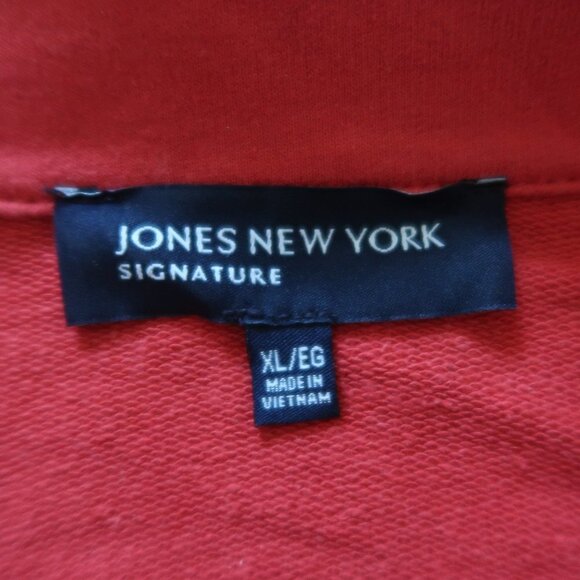 JONES NEW YORK
SIGNATURE
XL/EG
MADE IN
VIETNAM